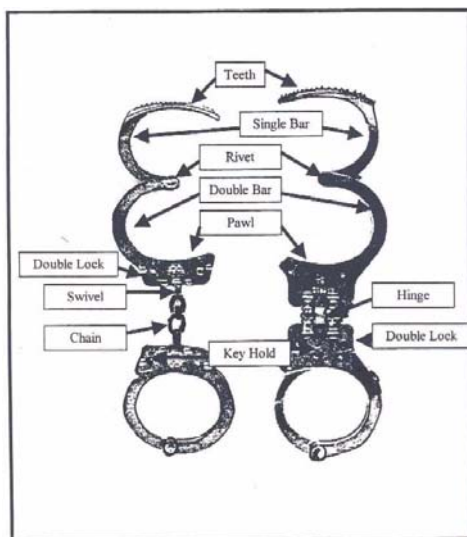 Teeth
Single Bar
Rivet
Double Bar
Pawl
Double Lock
Swivel
Hinge
Chain
Key Hold
Double Lock